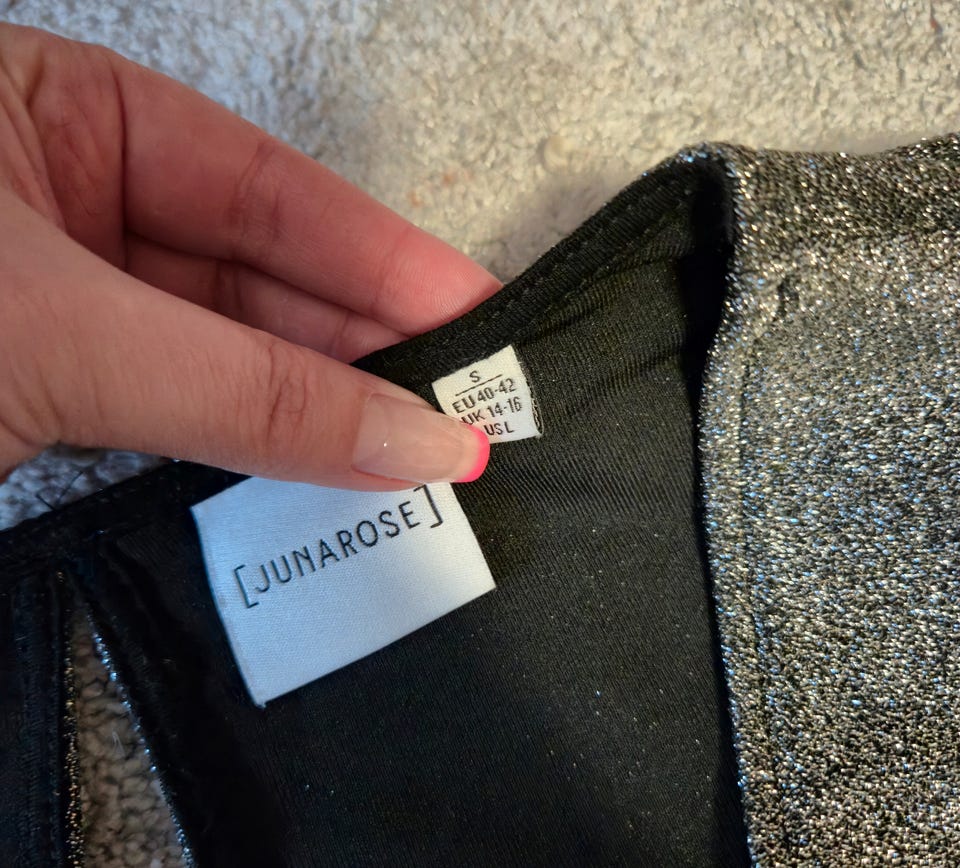 S
EU 40-42
UK 14-16
US L
[JUNAROSE]